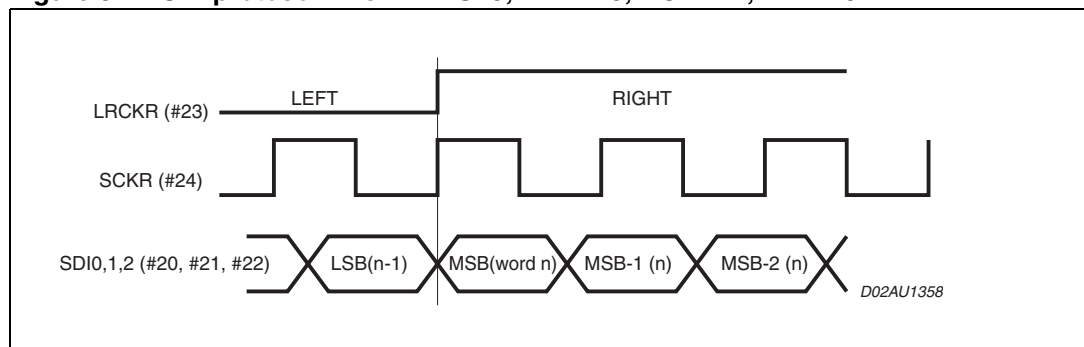 LEFT
RIGHT
LRCKR (#23)
SCKR (#24)
SDI0,1,2 (#20, #21, #22)
LSB(n-1)
MSB(word n)
MSB-1 (n)
MSB-2 (n)
D02AU1358